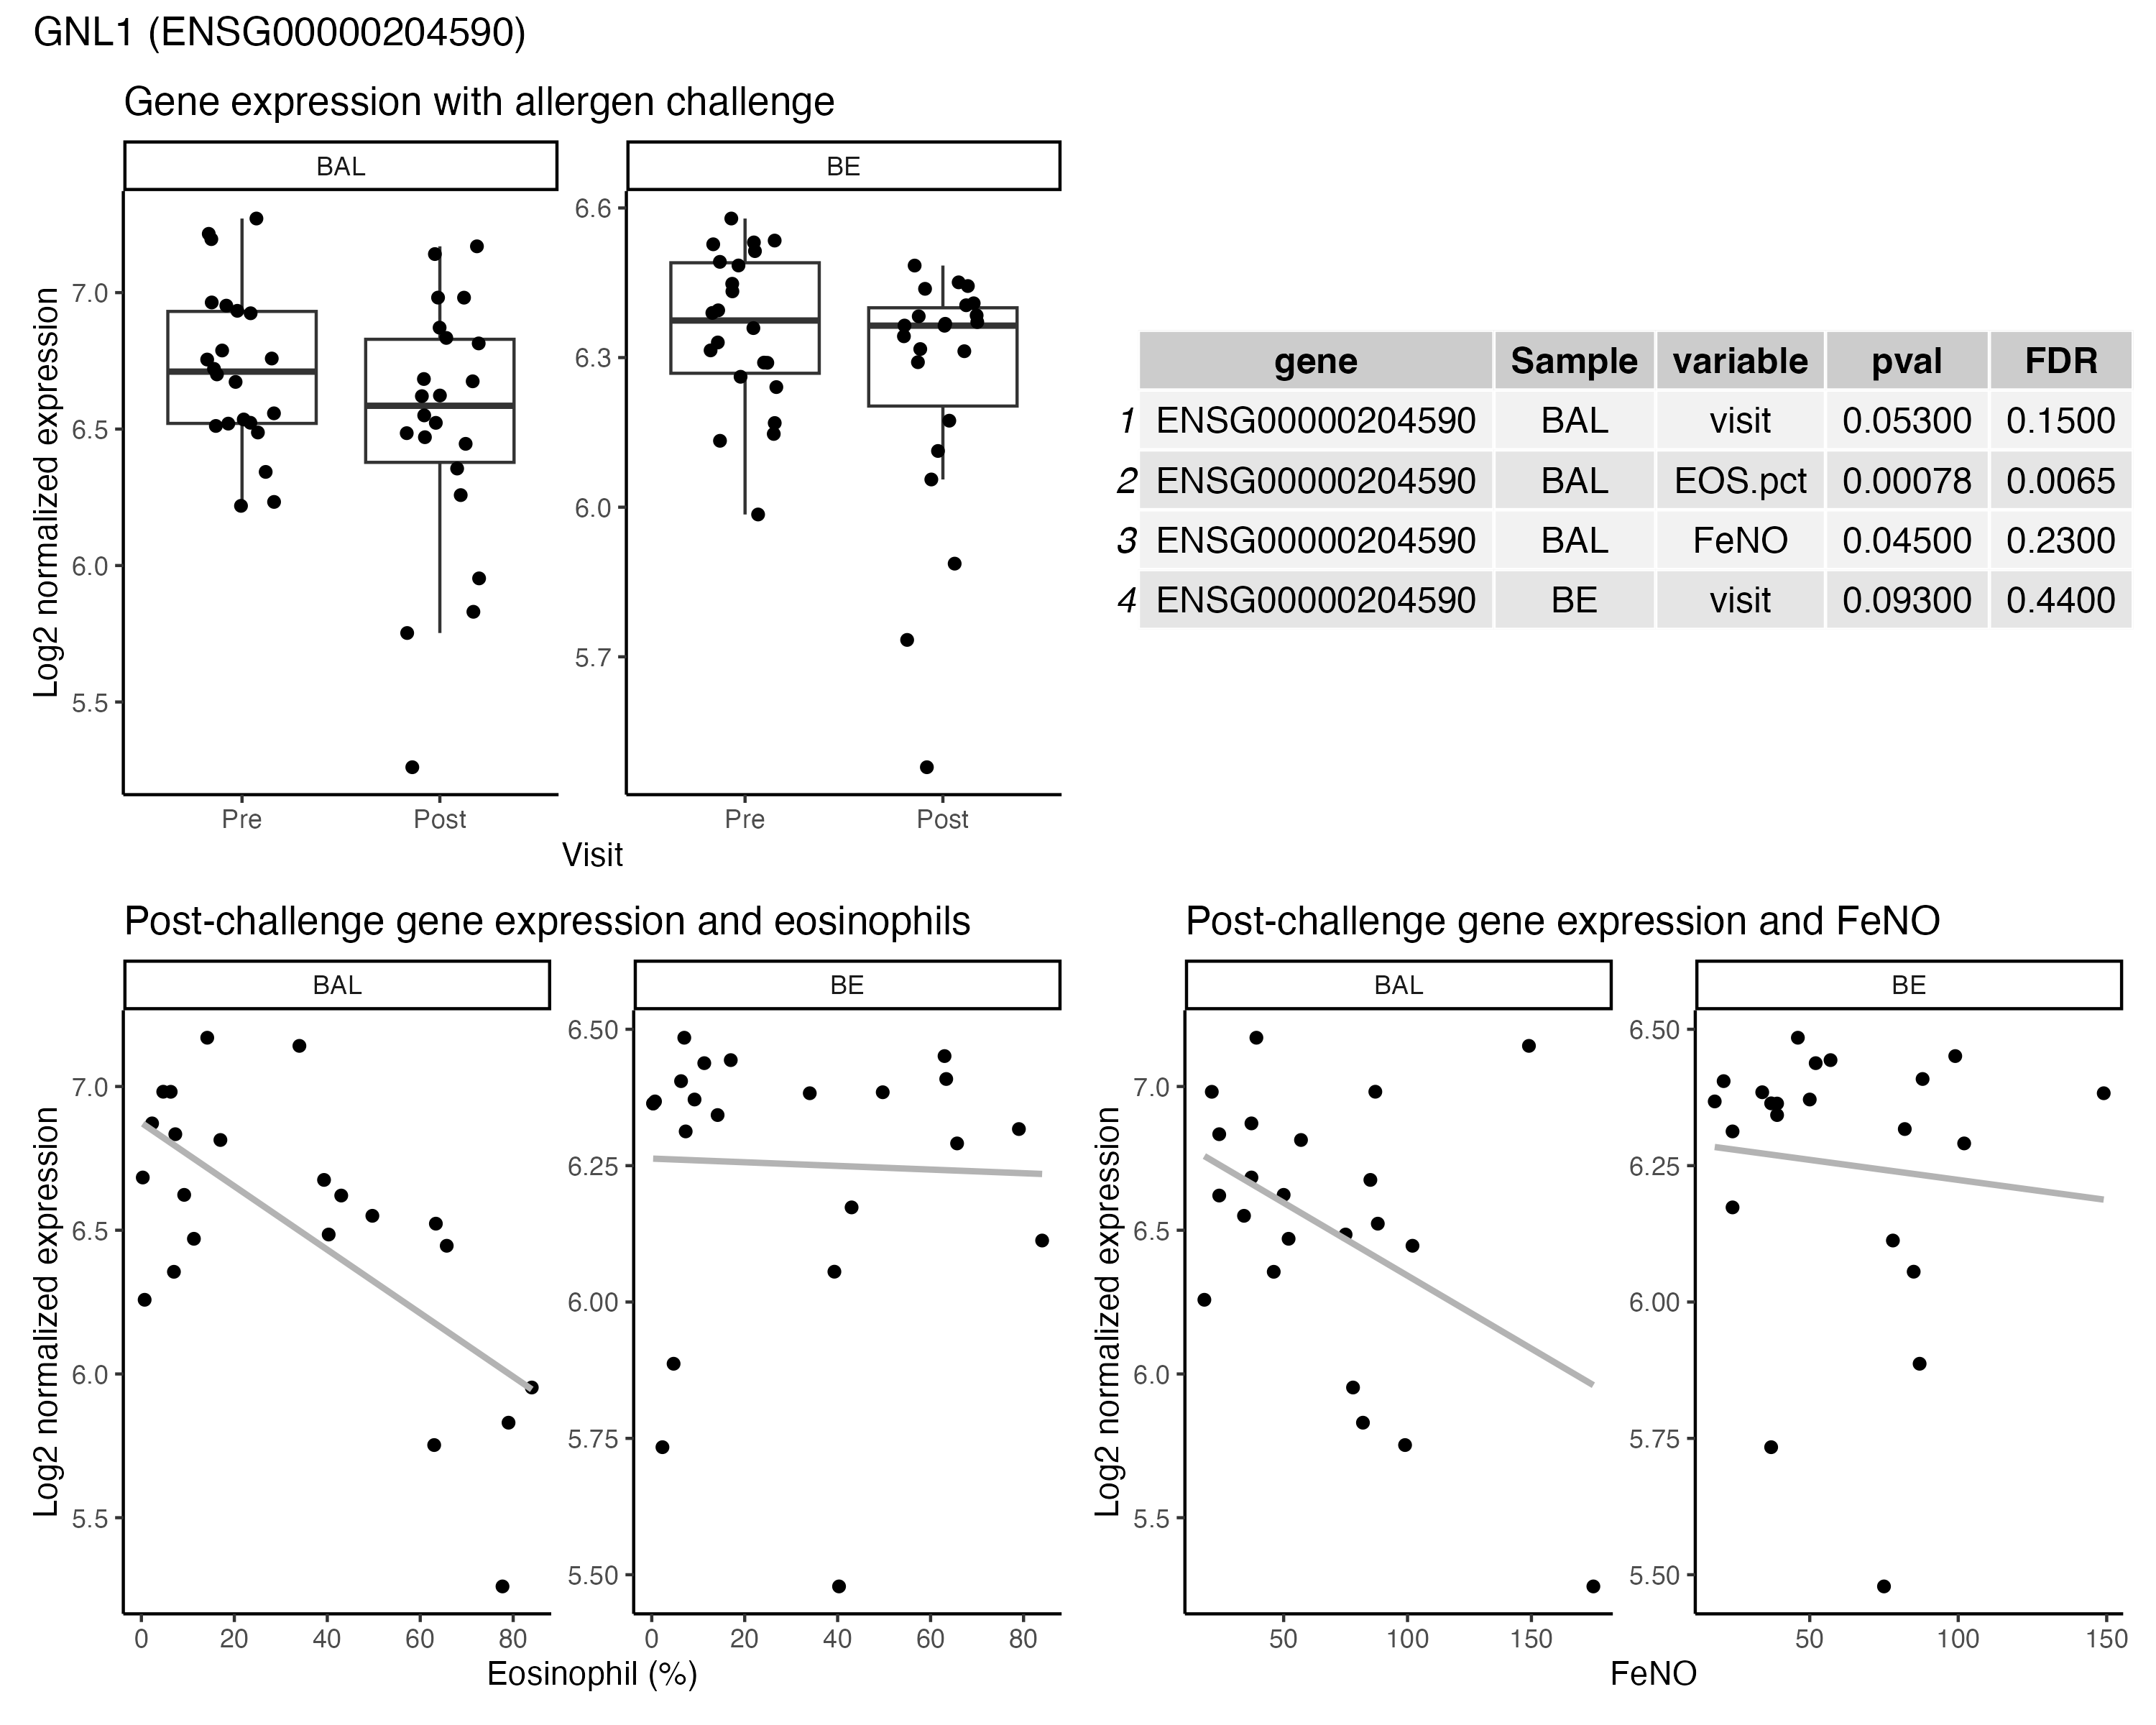 GNL1 (ENSG00000204590)
Gene expression with allergen challenge
BAL
BE
Log2 normalized expression
7.0
6.5
6.0
5.5
6.6
6.3
6.0
5.7
Pre
Post
Pre
Post
Visit
gene Sample variable pval FDR
1 ENSG00000204590 BAL visit 0.05300 0.1500
2 ENSG00000204590 BAL EOS.pct 0.00078 0.0065
3 ENSG00000204590 BAL FeNO 0.04500 0.2300
4 ENSG00000204590 BE visit 0.09300 0.4400
Post-challenge gene expression and eosinophils
BAL
BE
Log2 normalized expression
7.0
6.5
6.0
5.5
6.50
6.25
6.00
5.75
5.50
0 20 40 60 80
0 20 40 60 80
Eosinophil (%)
Post-challenge gene expression and FeNO
BAL
BE
Log2 normalized expression
7.0
6.5
6.0
5.5
6.50
6.25
6.00
5.75
5.50
50 100 150
50 100 150
FeNO